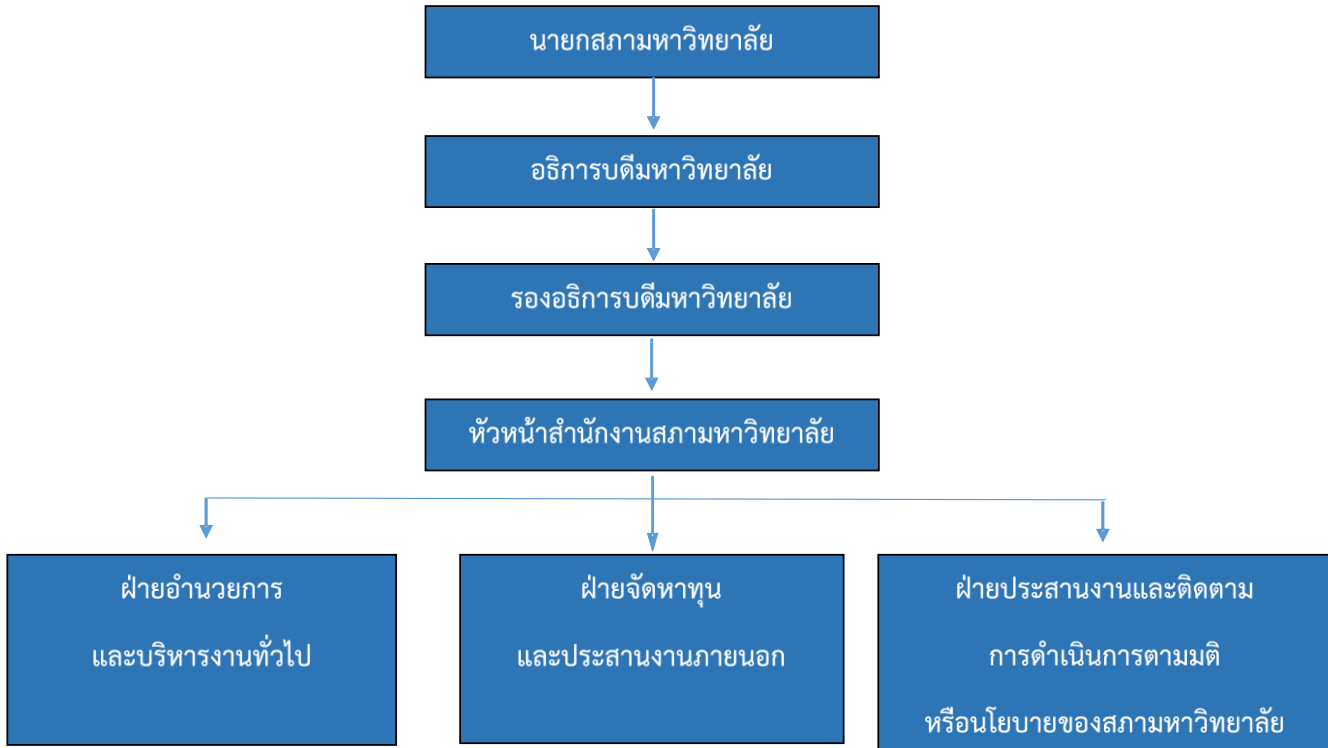 นายกสภามหาวิทยาลัย
อธิการบดีมหาวิทยาลัย
รองอธิการบดีมหาวิทยาลัย
หัวหน้าสำนักงานสภามหาวิทยาลัย
ฝ่ายอำนวยการ
และบริหารงานทั่วไป
ฝ่ายจัดหาทุน
และประสานงานภายนอก
ฝ่ายประสานงานและติดตาม
การดำเนินการตามมติ
หรือนโยบายของสภามหาวิทยาลัย